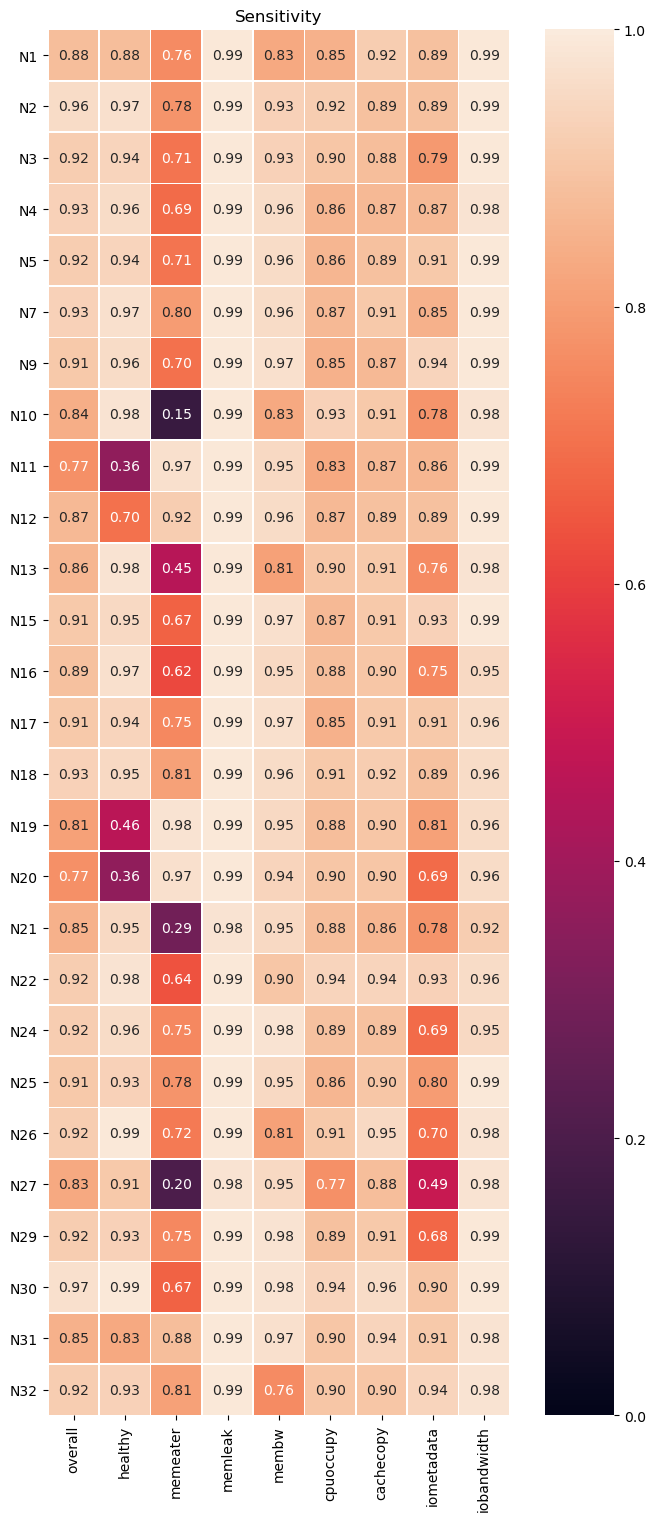 Sensitivity
N1 0.88 0.88 0.76 0.99 0.83 0.85 0.92 0.89 0.99
N2 0.96 0.97 0.78 0.99 0.93 0.92 0.89 0.89 0.99
N3 0.92 0.94 0.71 0.99 0.93 0.90 0.88 0.79 0.99
N4 0.93 0.96 0.69 0.99 0.96 0.86 0.87 0.87 0.98
N5 0.92 0.94 0.71 0.99 0.96 0.86 0.89 0.91 0.99
N7 0.93 0.97 0.80 0.99 0.96 0.87 0.91 0.85 0.99
N9 0.91 0.96 0.70 0.99 0.97 0.85 0.87 0.94 0.99
N10 0.84 0.98 0.15 0.99 0.83 0.93 0.91 0.78 0.98
N11 0.77 0.36 0.97 0.99 0.95 0.83 0.87 0.86 0.99
N12 0.87 0.70 0.92 0.99 0.96 0.87 0.89 0.89 0.99
N13 0.86 0.98 0.45 0.99 0.81 0.90 0.91 0.76 0.98
N15 0.91 0.95 0.67 0.99 0.97 0.87 0.91 0.93 0.99
N16 0.89 0.97 0.62 0.99 0.95 0.88 0.90 0.75 0.95
N17 0.91 0.94 0.75 0.99 0.97 0.85 0.91 0.91 0.96
N18 0.93 0.95 0.81 0.99 0.96 0.91 0.92 0.89 0.96
N19 0.81 0.46 0.98 0.99 0.95 0.88 0.90 0.81 0.96
N20 0.77 0.36 0.97 0.99 0.94 0.90 0.90 0.69 0.96
N21 0.85 0.95 0.29 0.98 0.95 0.88 0.86 0.78 0.92
N22 0.92 0.98 0.64 0.99 0.90 0.94 0.94 0.93 0.96
N24 0.92 0.96 0.75 0.99 0.98 0.89 0.89 0.69 0.95
N25 0.91 0.93 0.78 0.99 0.95 0.86 0.90 0.80 0.99
N26 0.92 0.99 0.72 0.99 0.81 0.91 0.95 0.70 0.98
N27 0.83 0.91 0.20 0.98 0.95 0.77 0.88 0.49 0.98
N29 0.92 0.93 0.75 0.99 0.98 0.89 0.91 0.68 0.99
N30 0.97 0.99 0.67 0.99 0.98 0.94 0.96 0.90 0.99
N31 0.85 0.83 0.88 0.99 0.97 0.90 0.94 0.91 0.98
N32 0.92 0.93 0.81 0.99 0.76 0.90 0.90 0.94 0.98
overall
healthy
memeater
memleak
membw
cpuoccupy
cachecopy
iometadata
iobandwidth
1.0
0.8
0.6
0.4
0.2
0.0